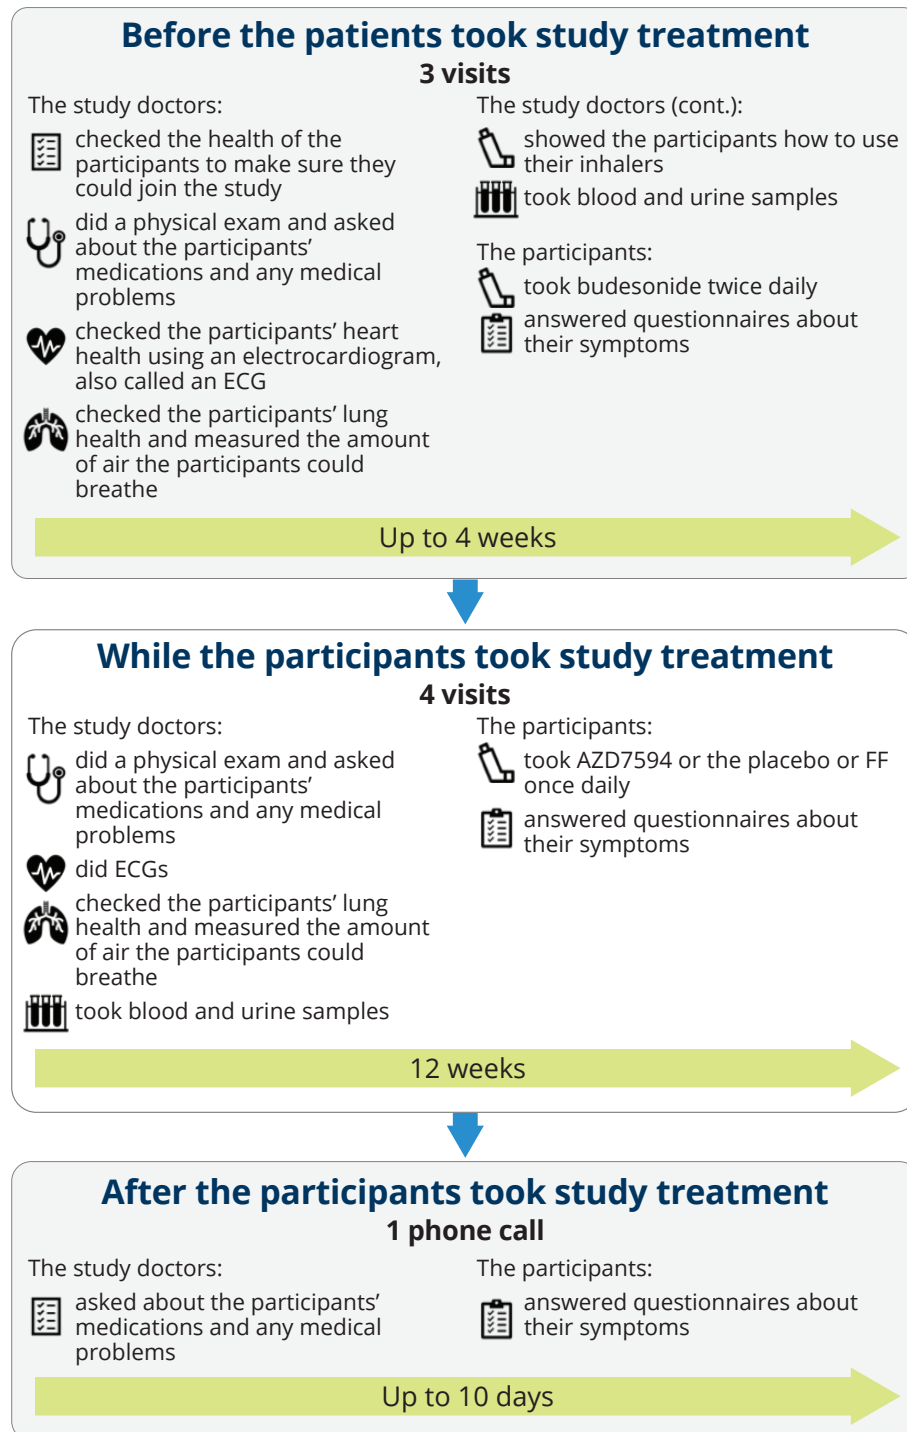 Before the patients took study treatment
3 visits
The study doctors:
checked the health of the
participants to make sure they
could join the study
did a physical exam and asked
about the participants’
medications and any medical
problems
checked the participants’ heart
health using an electrocardiogram,
also called an ECG
checked the participants’ lung
health and measured the amount
of air the participants could
breathe
The study doctors (cont.):
showed the participants how to use
their inhalers
took blood and urine samples
The participants:
took budesonide twice daily
answered questionnaires about
their symptoms
Up to 4 weeks
While the participants took study treatment
4 visits
The study doctors:
did a physical exam and asked
about the participants’
medications and any medical
problems
did ECGs
checked the participants’ lung
health and measured the amount
of air the participants could
breathe
took blood and urine samples
The participants:
took AZD7594 or the placebo or FF
once daily
answered questionnaires about
their symptoms
12 weeks
After the participants took study treatment
1 phone call
The study doctors:
asked about the participants’
medications and any medical
problems
The participants:
answered questionnaires about
their symptoms
Up to 10 days